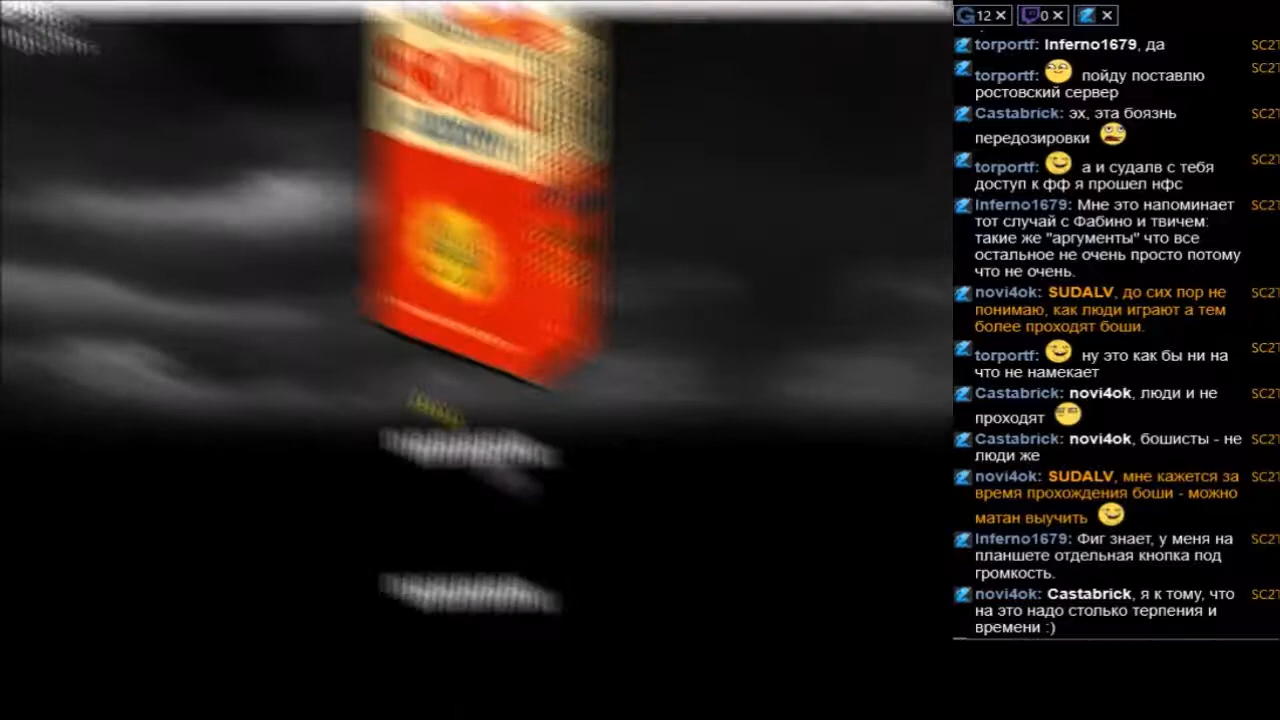 12 × 0 × ×
torportf: Inferno1679, да SC2T
torportf: пойду поставлю SC2T
ростовский сервер
Castabrick: эх, эта боязнь SC2T
передозировки
torportf: а и судалв с тебя SC2T
доступ к фф я прошел нфс
Inferno1679: Мне это напоминает SC2T
тот случай с Фабино и твичем:
такие же "аргументы" что все
остальное не очень просто потому
что не очень.
novi4ok: SUDALV, до сих пор не SC2T
понимаю, как люди играют а тем
более проходят боши.
torportf: ну это как бы ни на SC2T
что не намекает
Castabrick: novi4ok, люди и не SC2T
проходят
Castabrick: novi4ok, бошисты - не SC2T
люди же
novi4ok: SUDALV, мне кажется за SC2T
время прохождения боши - можно
матан выучить
Inferno1679: Фиг знает, у меня на SC2T
планшете отдельная кнопка под
громкость.
novi4ok: Castabrick, я к тому, что SC2T
на это надо столько терпения и
времени :)